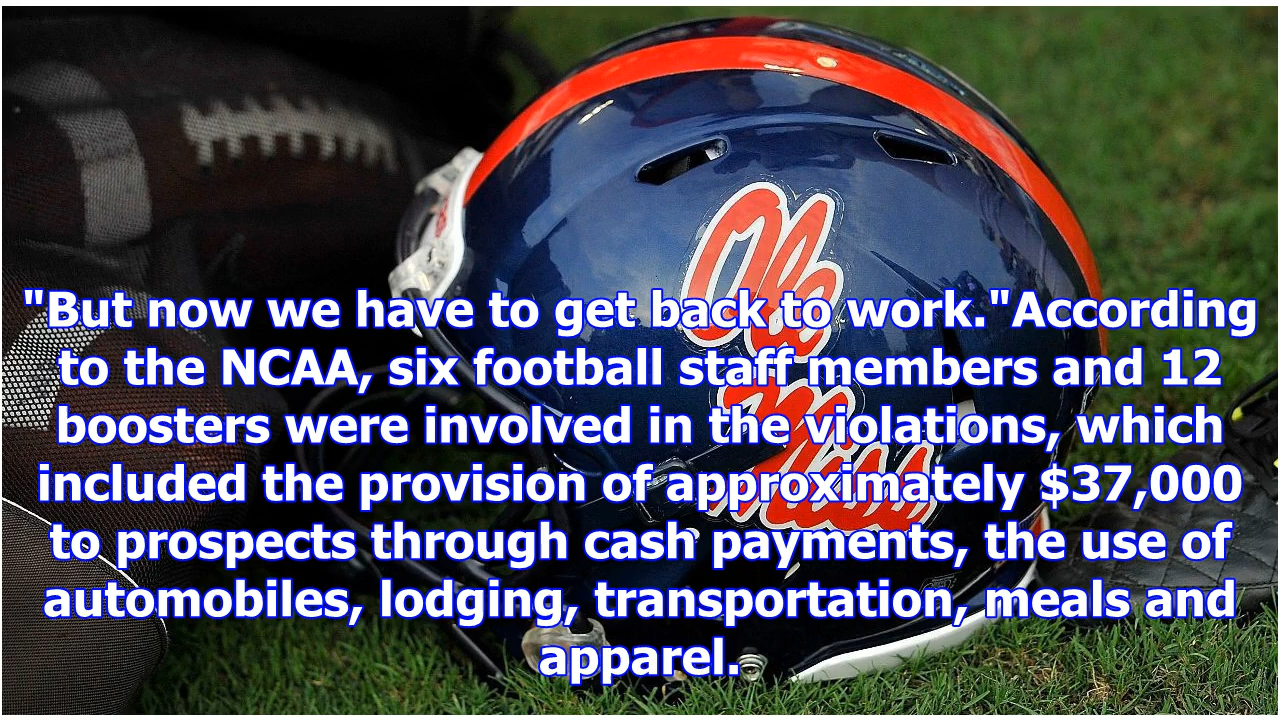 Ole
Miss
"But now we have to get back to work."According
to the NCAA, six football staff members and 12
boosters were involved in the violations, which
included the provision of approximately $37,000
to prospects through cash payments, the use of
automobiles, lodging, transportation, meals and
apparel.